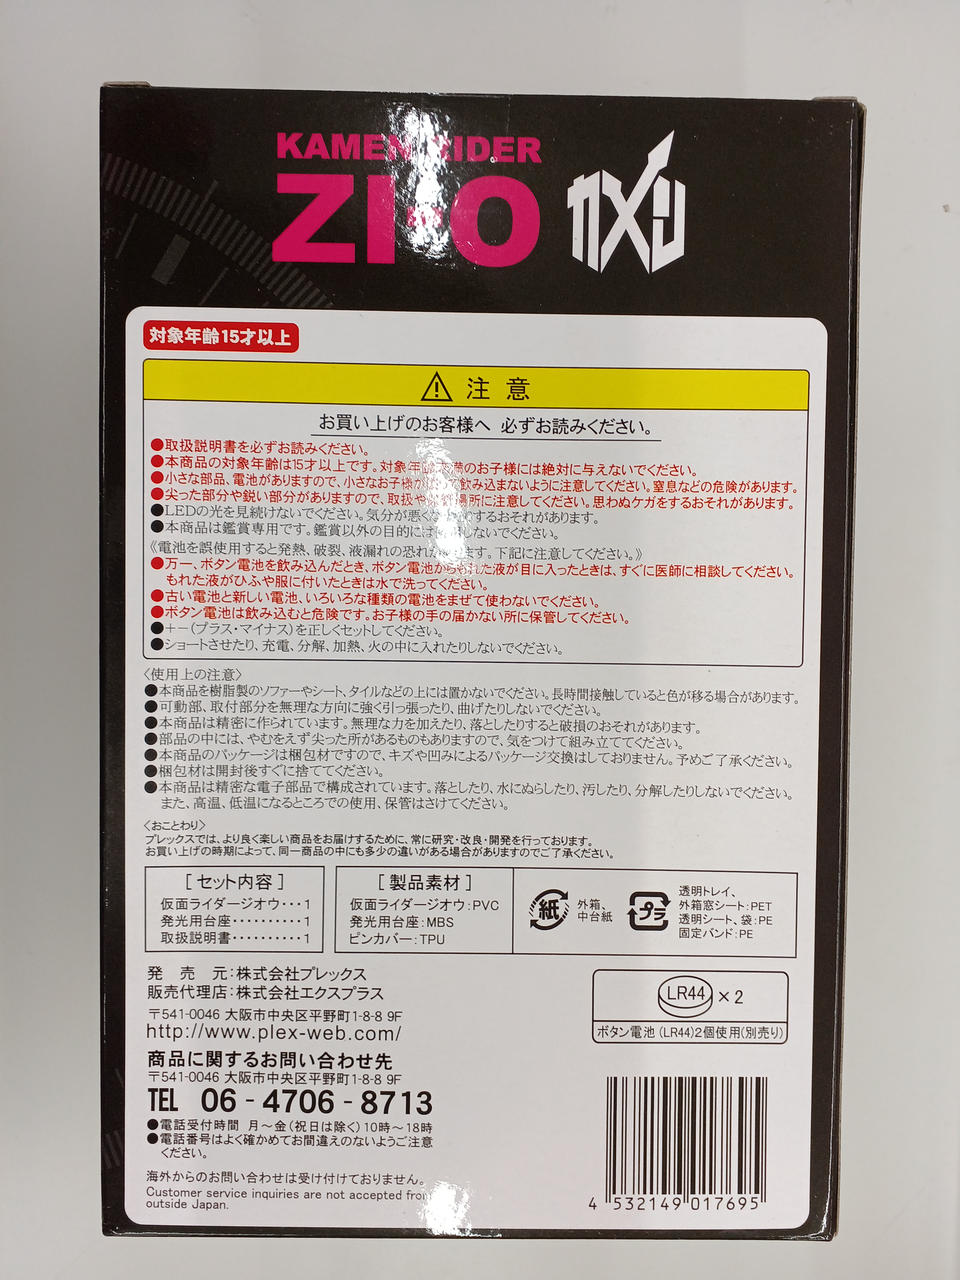 KAMEN RIDER
ZI-O
対象年齢15才以上
注意
お買い上げのお客様へ 必ずお読みください。
●取扱説明書を必ずお読みください。
●本商品の対象年齢は15才以上です。対象年齢未満のお子様には絶対に与えないでください。
●小さな部品、電池がありますので、小さなお子様が 飲み込まないように注意してください。窒息などの危険があります。
●尖った部分や鋭い部分がありますので、取扱や 場所に注意してください。思わぬケガをするおそれがあります。
●LEDの光を見続けないでください。気分が悪くな するおそれがあります。
●本商品は鑑賞専用です。鑑賞以外の目的には しないでください。
《電池を誤使用すると発熱、破裂、液漏れの恐れがあります。下記に注意してください。》
●万一、ボタン電池を飲み込んだとき、ボタン電池からもれた液が目に入ったときは、すぐに医師に相談してください。
もれた液がひふや服に付いたときは水で洗ってください。
●古い電池と新しい電池、いろいろな種類の電池をまぜて使わないでください。
●ボタン電池は飲み込むと危険です。お子様の手の届かない所に保管してください。
●+−(プラス・マイナス)を正しくセットしてください。
●ショートさせたり、充電、分解、加熱、火の中に入れたりしないでください。
〈使用上の注意〉
●本商品を樹脂製のソファーやシート、タイルなどの上には置かないでください。長時間接触していると色が移る場合があります。
●可動部、取付部分を無理な方向に強く引っ張ったり、曲げたりしないでください。
●本商品は精密に作られています。無理な力を加えたり、落としたりすると破損のおそれがあります。
●部品の中には、やむをえず尖った所があるものもありますので、気をつけて組み立ててください。
●本商品のパッケージは梱包材ですので、キズや凹みによるパッケージ交換はしておりません。予めご了承ください。
●梱包材は開封後すぐに捨ててください。
●本商品は精密な電子部品で構成されています。落としたり、水にぬらしたり、汚したり、分解したりしないでください。
また、高温、低温になるところでの使用、保管はさけてください。
〈おことわり〉
プレックスでは、より良く楽しい商品をお届けするために、常に研究・改良・開発を行っております。
お買い上げの時期によって、同一商品の中にも多少の違いがある場合がありますのでご了承ください。
[セット内容]
仮面ライダージオウ・・・1
発光用台座・・・・・・・・・・1
取扱説明書・・・・・・・・・・1
[製品素材]
仮面ライダージオウ:PVC
発光用台座:MBS
ピンカバー:TPU
紙
外箱、
中台紙
プラ
透明トレイ、
外箱窓シート:PET
透明シート、袋:PE
固定バンド:PE
発売元:株式会社プレックス
販売代理店:株式会社エクスプラス
〒541-0046 大阪市中央区平野町1-8-8 9F
http://www.plex-web.com/
LR44 ×2
ボタン電池(LR44)2個使用(別売り)
商品に関するお問い合わせ先
〒541-0046 大阪市中央区平野町1-8-8 9F
TEL 06-4706-8713
●電話受付時間 月〜金(祝日は除く)10時〜18時
●電話番号はよく確かめてお間違えのないようご注意
ください。
海外からのお問い合わせは受け付けておりません。
Customer service inquiries are not accepted from
outside Japan.
4 532149 017695